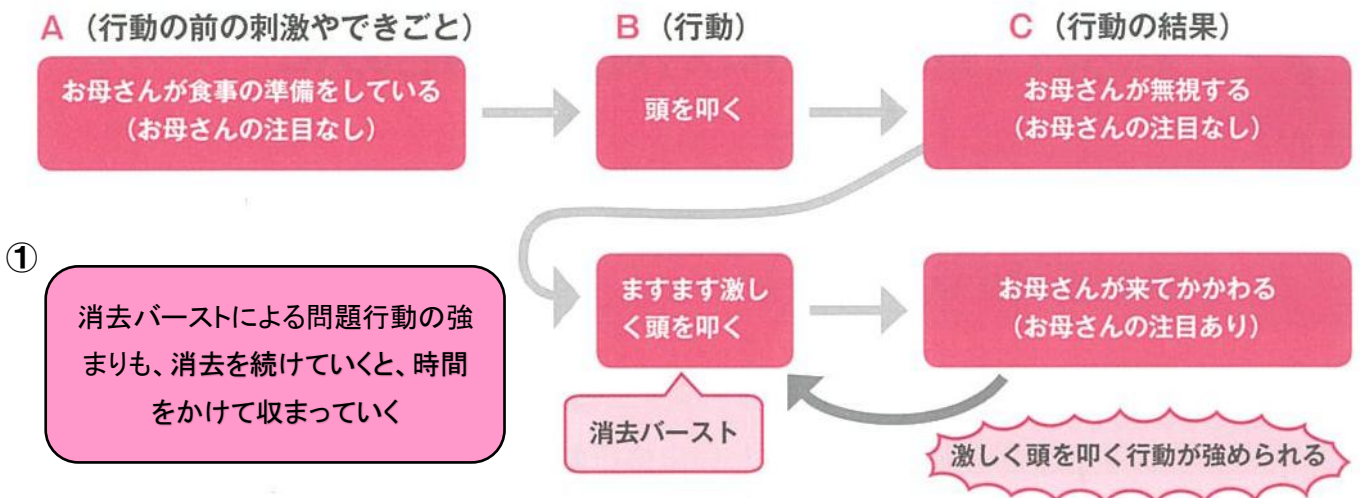 A（行動の前の刺激やできごと）
B（行動）
C（行動の結果）
お母さんが食事の準備をしている
（お母さんの注目なし）
頭を叩く
お母さんが無視する
（お母さんの注目なし）
①
消去バーストによる問題行動の強
まりも、消去を続けていくと、時間
をかけて収まっていく
ますます激し
く頭を叩く
お母さんが来てかかわる
（お母さんの注目あり）
消去バースト
激しく頭を叩く行動が強められる